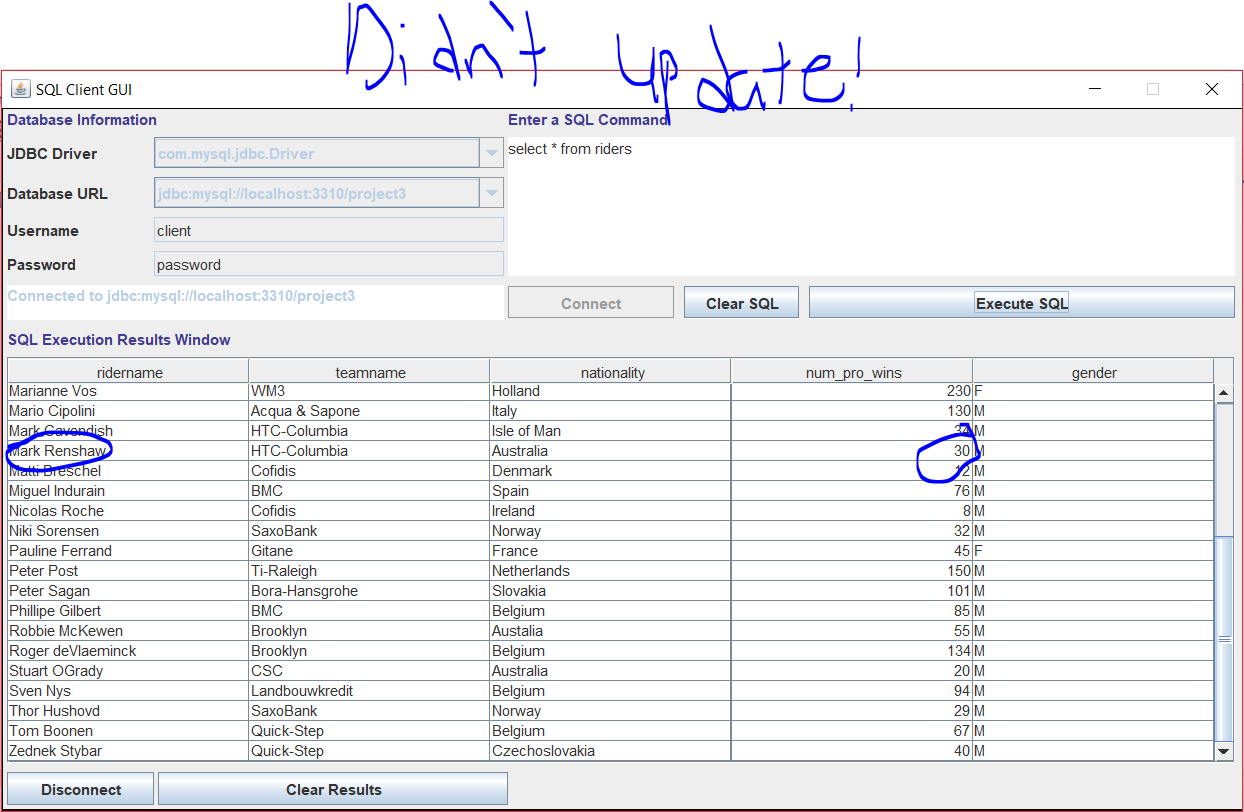 Didn't update!
SQL Client GUI
Database Information Enter a SQL Command
JDBC Driver com.mysql.jdbc.Driver select * from riders
Database URL jdbc:mysql://localhost:3310/project3
Username client
Password password
Connected to jdbc:mysql://localhost:3310/project3 Connect Clear SQL Execute SQL
SQL Execution Results Window
ridername teamname nationality num_pro_wins gender
Marianne Vos WM3 Holland 230 F
Mario Cipolini Acqua & Sapone Italy 130 M
Mark Cavendish HTC-Columbia Isle of Man 34 M
Mark Renshaw HTC-Columbia Australia 30 M
Matti Breschel Cofidis Denmark 12 M
Miguel Indurain BMC Spain 76 M
Nicolas Roche Cofidis Ireland 8 M
Niki Sorensen SaxoBank Norway 32 M
Pauline Ferrand Gitane France 45 F
Peter Post Ti-Raleigh Netherlands 150 M
Peter Sagan Bora-Hansgrohe Slovakia 101 M
Phillipe Gilbert BMC Belgium 85 M
Robbie McKewen Brooklyn Austalia 55 M
Roger deVlaeminck Brooklyn Belgium 134 M
Stuart OGrady CSC Australia 20 M
Sven Nys Landbouwkredit Belgium 94 M
Thor Hushovd SaxoBank Norway 29 M
Tom Boonen Quick-Step Belgium 67 M
Zednek Stybar Quick-Step Czechoslovakia 40 M
Disconnect Clear Results